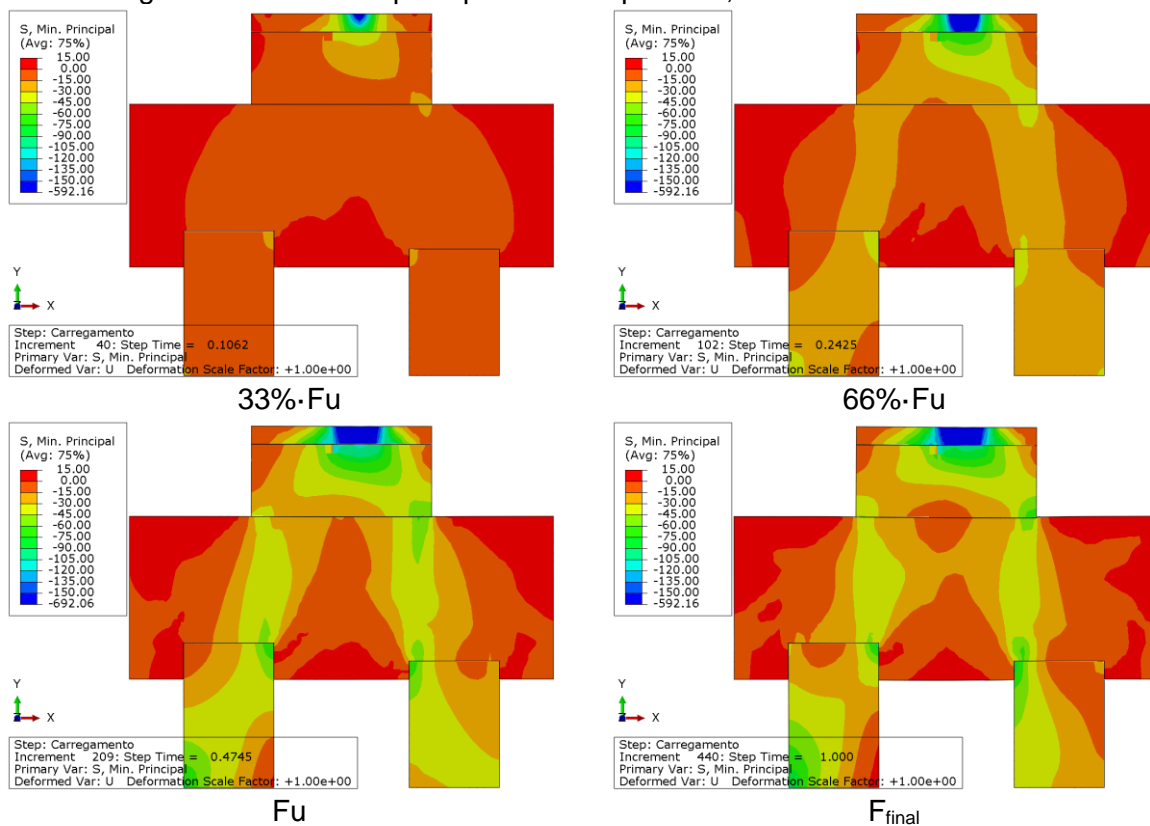 S, Min. Principal
(Avg: 75%)
15.00
0.00
-15.00
-30.00
-45.00
-60.00
-75.00
-90.00
-105.00
-120.00
-135.00
-150.00
-592.16
Y
Z
X
Step: Carregamento
Increment 40: Step Time = 0.1062
Primary Var: S, Min. Principal
Deformed Var: U Deformation Scale Factor: +1.00e+00
33%·Fu
S, Min. Principal
(Avg: 75%)
15.00
0.00
-15.00
-30.00
-45.00
-60.00
-75.00
-90.00
-105.00
-120.00
-135.00
-150.00
-592.16
Y
Z
X
Step: Carregamento
Increment 102: Step Time = 0.2425
Primary Var: S, Min. Principal
Deformed Var: U Deformation Scale Factor: +1.00e+00
66%·Fu
S, Min. Principal
(Avg: 75%)
15.00
0.00
-15.00
-30.00
-45.00
-60.00
-75.00
-90.00
-105.00
-120.00
-135.00
-150.00
-692.06
Y
Z
X
Step: Carregamento
Increment 209: Step Time = 0.4745
Primary Var: S, Min. Principal
Deformed Var: U Deformation Scale Factor: +1.00e+00
Fu
S, Min. Principal
(Avg: 75%)
15.00
0.00
-15.00
-30.00
-45.00
-60.00
-75.00
-90.00
-105.00
-120.00
-135.00
-150.00
-592.16
Y
Z
X
Step: Carregamento
Increment 440: Step Time = 1.000
Primary Var: S, Min. Principal
Deformed Var: U Deformation Scale Factor: +1.00e+00
Ffinal